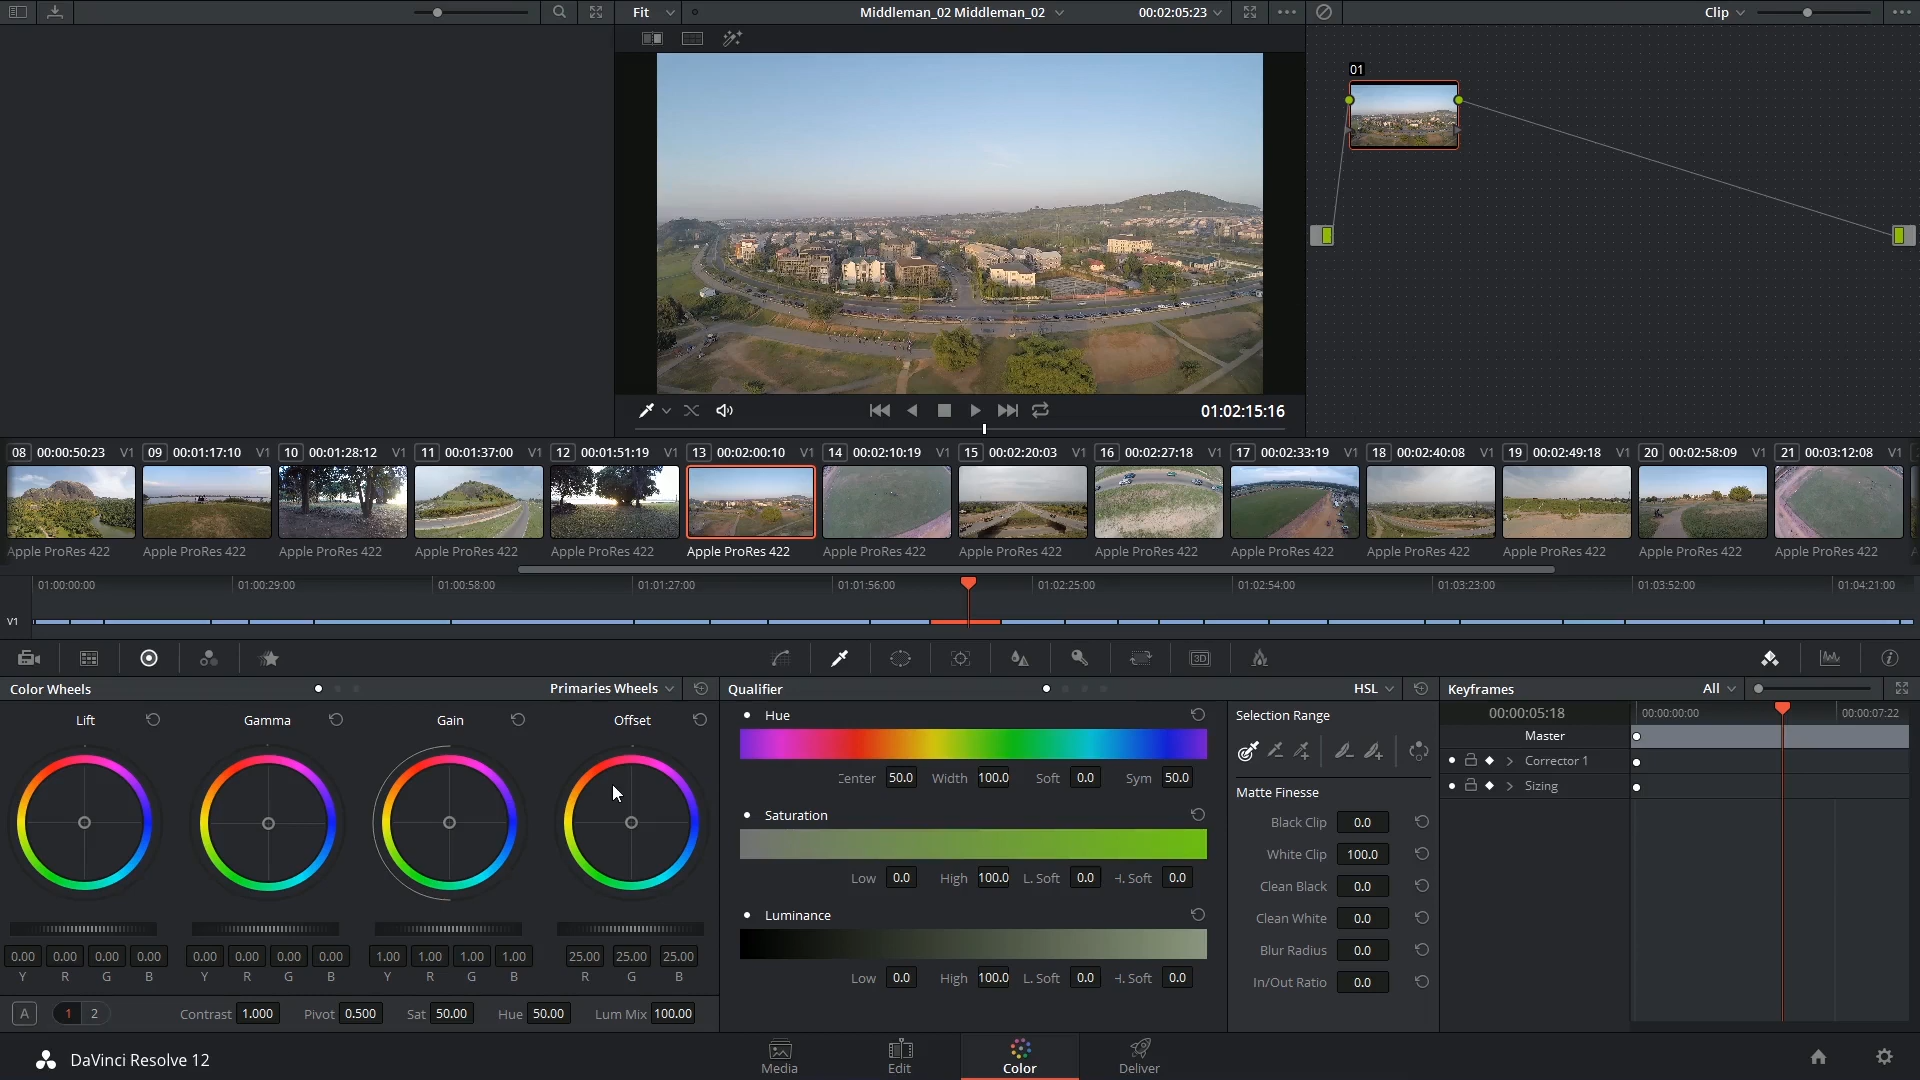 Fit Middleman_02 Middleman_02 00:02:05:23 Clip
01
01:02:15:16
08 00:00:50:23 V1 09 00:01:17:10 V1 10 00:01:28:12 V1 11 00:01:37:00 V1 12 00:01:51:19 V1 13 00:02:00:10 V1 14 00:02:10:19 V1 15 00:02:20:03 V1 16 00:02:27:18 V1 17 00:02:33:19 V1 18 00:02:40:08 V1 19 00:02:49:18 V1 20 00:02:58:09 V1 21 00:03:12:08 V1
Apple ProRes 422 Apple ProRes 422 Apple ProRes 422 Apple ProRes 422 Apple ProRes 422 Apple ProRes 422 Apple ProRes 422 Apple ProRes 422 Apple ProRes 422 Apple ProRes 422 Apple ProRes 422 Apple ProRes 422 Apple ProRes 422 Apple ProRes 422
01:00:00:00 01:00:29:00 01:00:58:00 01:01:27:00 01:01:56:00 01:02:25:00 01:02:54:00 01:03:23:00 01:03:52:00 01:04:21:00
V1
3D
Color Wheels Primaries Wheels
Lift Gamma Gain Offset
0.00 0.00 0.00 0.00 0.00 0.00 0.00 0.00 1.00 1.00 1.00 1.00 25.00 25.00 25.00
Y R G B Y R G B Y R G B R G B
A 1 2 Contrast 1.000 Pivot 0.500 Sat 50.00 Hue 50.00 Lum Mix 100.00
Qualifier HSL
Hue
Center 50.0 Width 100.0 Soft 0.0 Sym 50.0
Saturation
Low 0.0 High 100.0 L. Soft 0.0 H. Soft 0.0
Luminance
Low 0.0 High 100.0 L. Soft 0.0 H. Soft 0.0
Selection Range
Matte Finesse
Black Clip 0.0
White Clip 100.0
Clean Black 0.0
Clean White 0.0
Blur Radius 0.0
In/Out Ratio 0.0
Keyframes All
00:00:05:18 00:00:00:00 00:00:07:22
Master
Corrector 1
Sizing
DaVinci Resolve 12 Media Edit Color Deliver